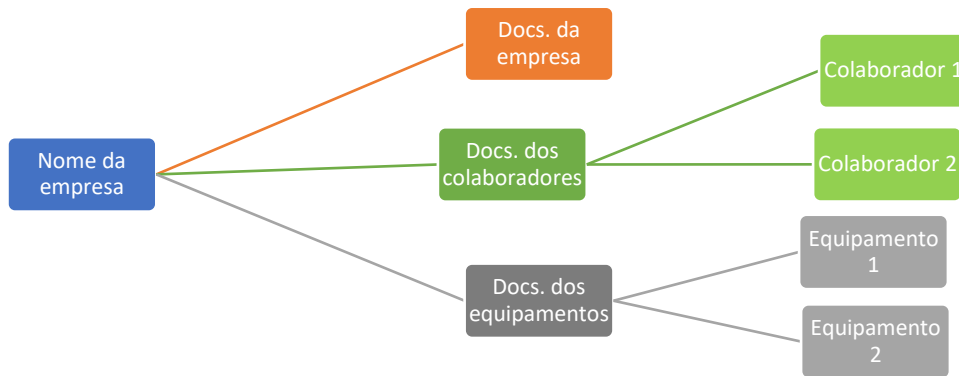 Docs. da
empresa
Colaborador 1
Nome da
empresa
Docs. dos
colaboradores
Colaborador 2
Equipamento
1
Docs. dos
equipamentos
Equipamento
2